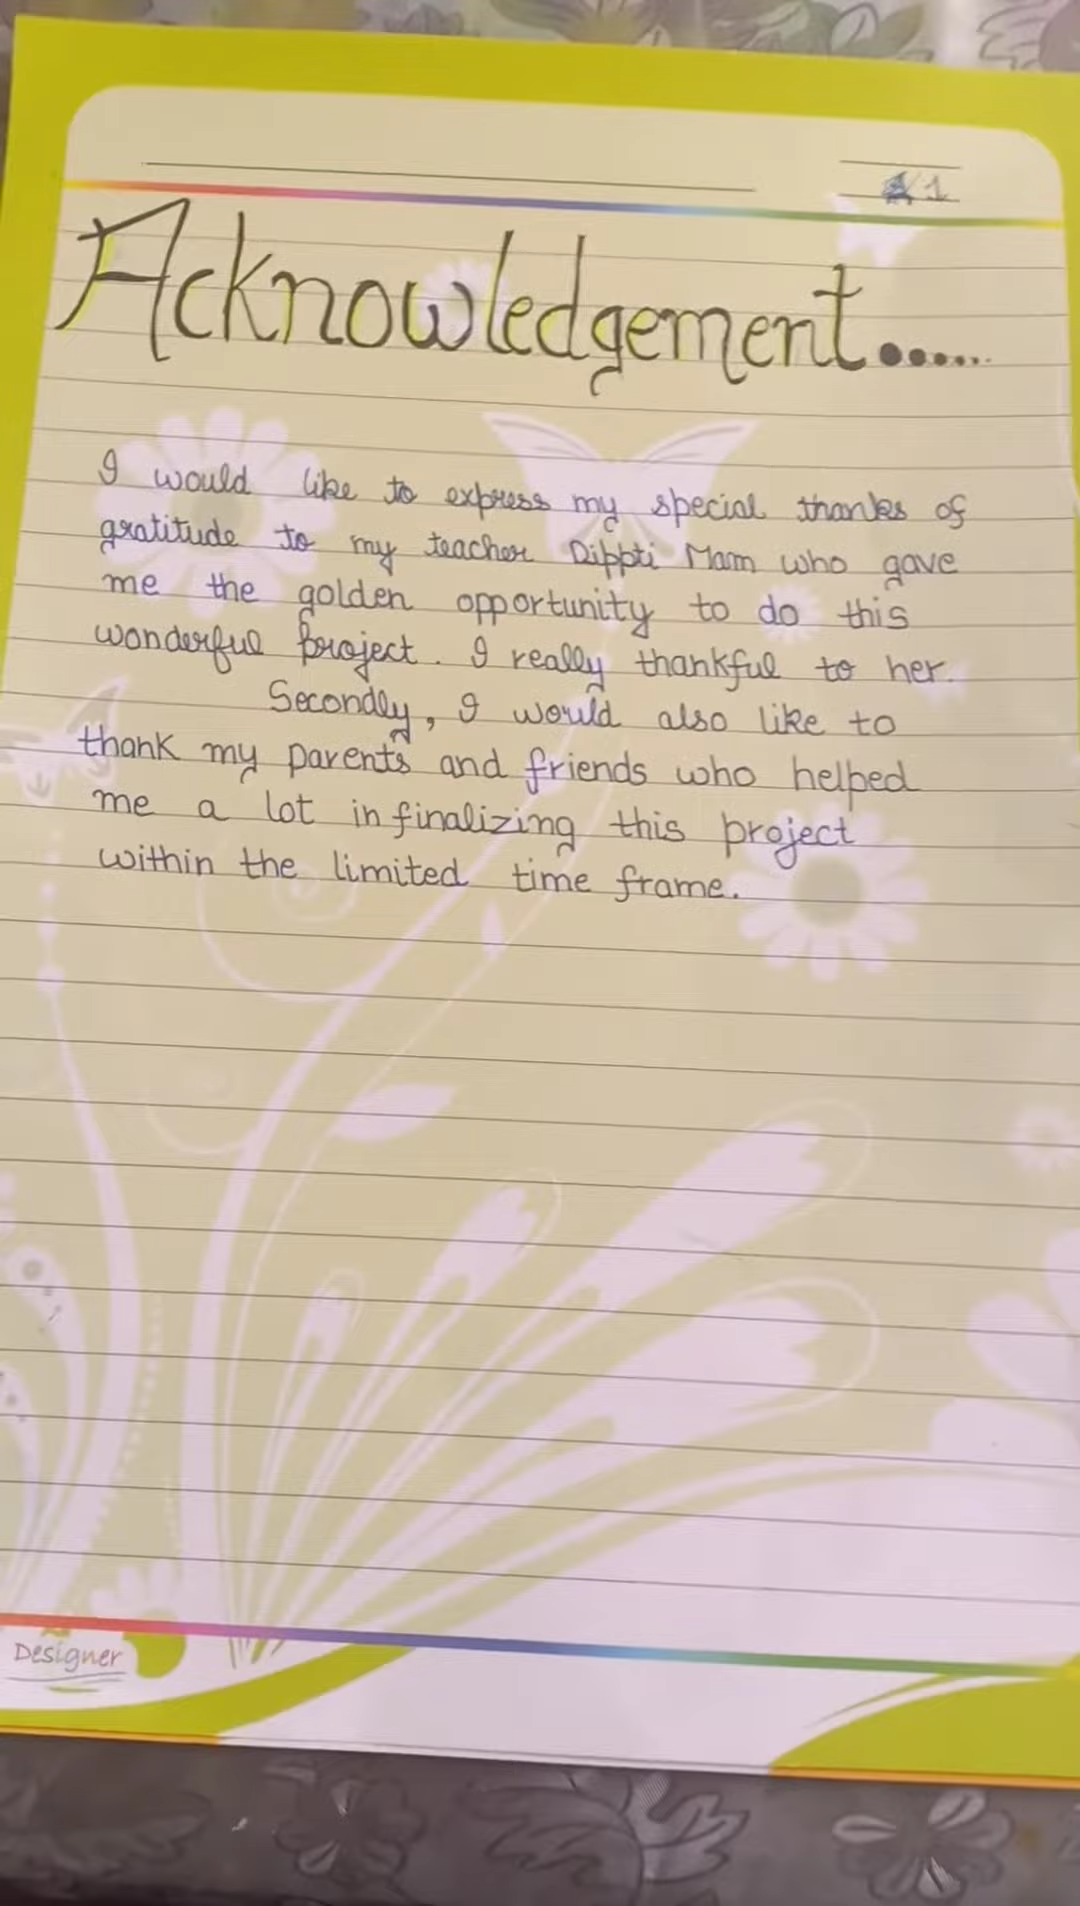 1
Acknowledgement......
I would like to express my special thanks of
gratitude to my teacher Dippti Mam who gave
me the golden opportunity to do this
wonderful project. I really thankful to her.
Secondly, I would also like to
thank my parents and friends who helped
me a lot in finalizing this project
within the limited time frame.
Designer